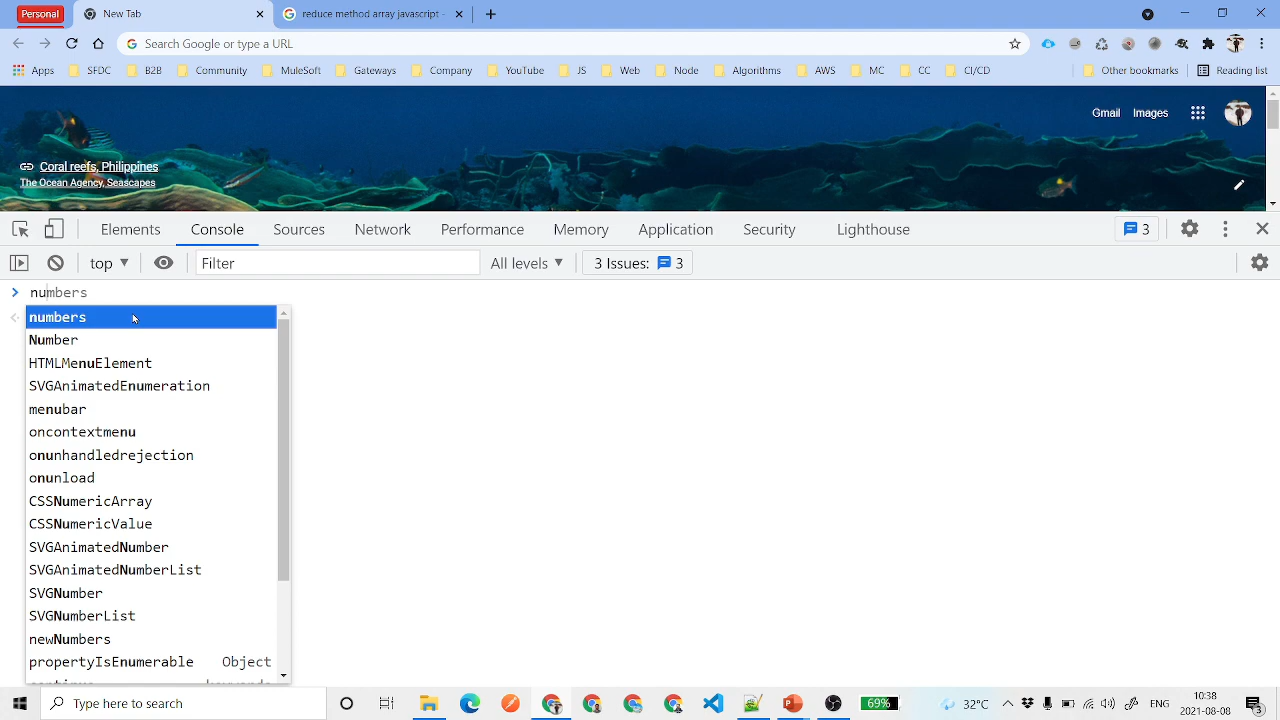 Personal
New Tab
reduce method array javascript -
Search Google or type a URL
Apps
SFDC
B2B
Community
MuleSoft
Gateways
Company
YouTube
JS
Web
Node
Algorithms
AWS
MC
CC
CI/CD
Other bookmarks
Reading list
Gmail
Images
Coral reefs, Philippines
The Ocean Agency, Seascapes
Elements
Console
Sources
Network
Performance
Memory
Application
Security
Lighthouse
3
top
Filter
All levels
3 Issues:
3
numbers
numbers
Number
HTMLMenuElement
SVGAnimatedEnumeration
menubar
oncontextmenu
onunhandledrejection
onunload
CSSNumericArray
CSSNumericValue
SVGAnimatedNumber
SVGAnimatedNumberList
SVGNumber
SVGNumberList
newNumbers
propertyIsEnumerable Object
Type here to search
69%
32°C
ENG
10:38
2021-08-08
3